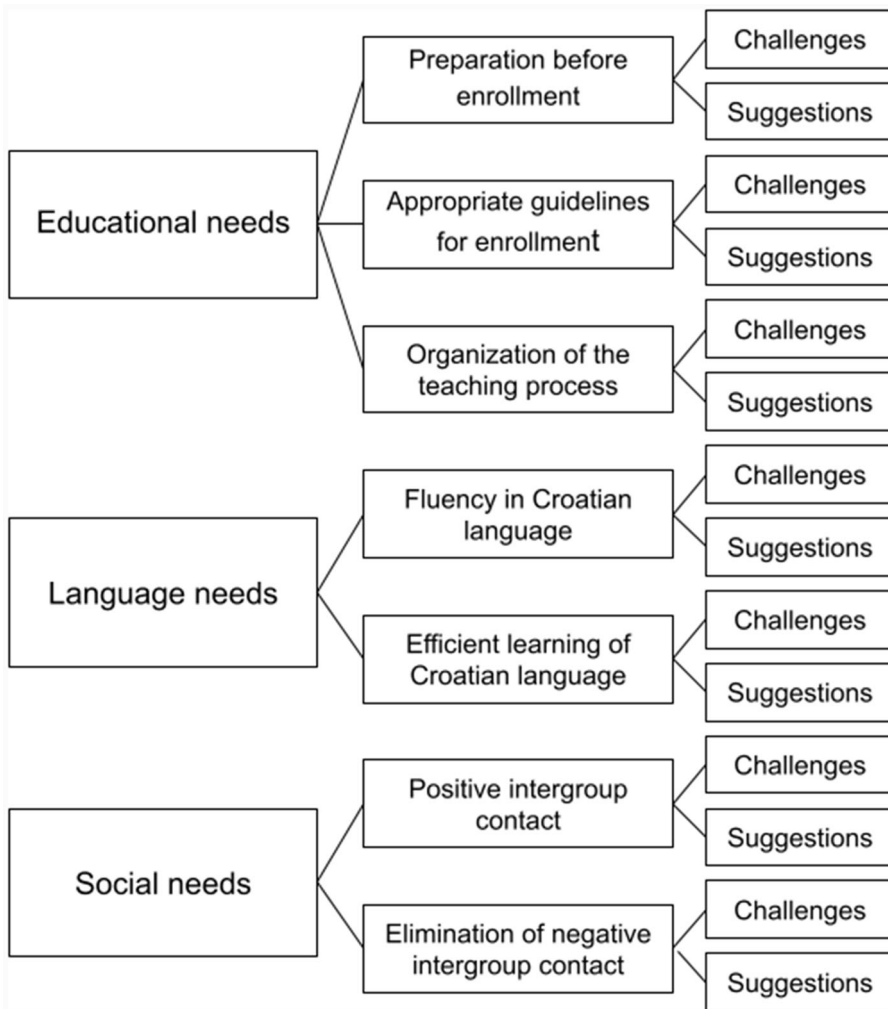 Educational needs
Preparation before
enrollment
Challenges
Suggestions
Appropriate guidelines
for enrollment
Challenges
Suggestions
Organization of the
teaching process
Challenges
Suggestions
Language needs
Fluency in Croatian
language
Challenges
Suggestions
Efficient learning of
Croatian language
Challenges
Suggestions
Social needs
Positive intergroup
contact
Challenges
Suggestions
Elimination of negative
intergroup contact
Challenges
Suggestions